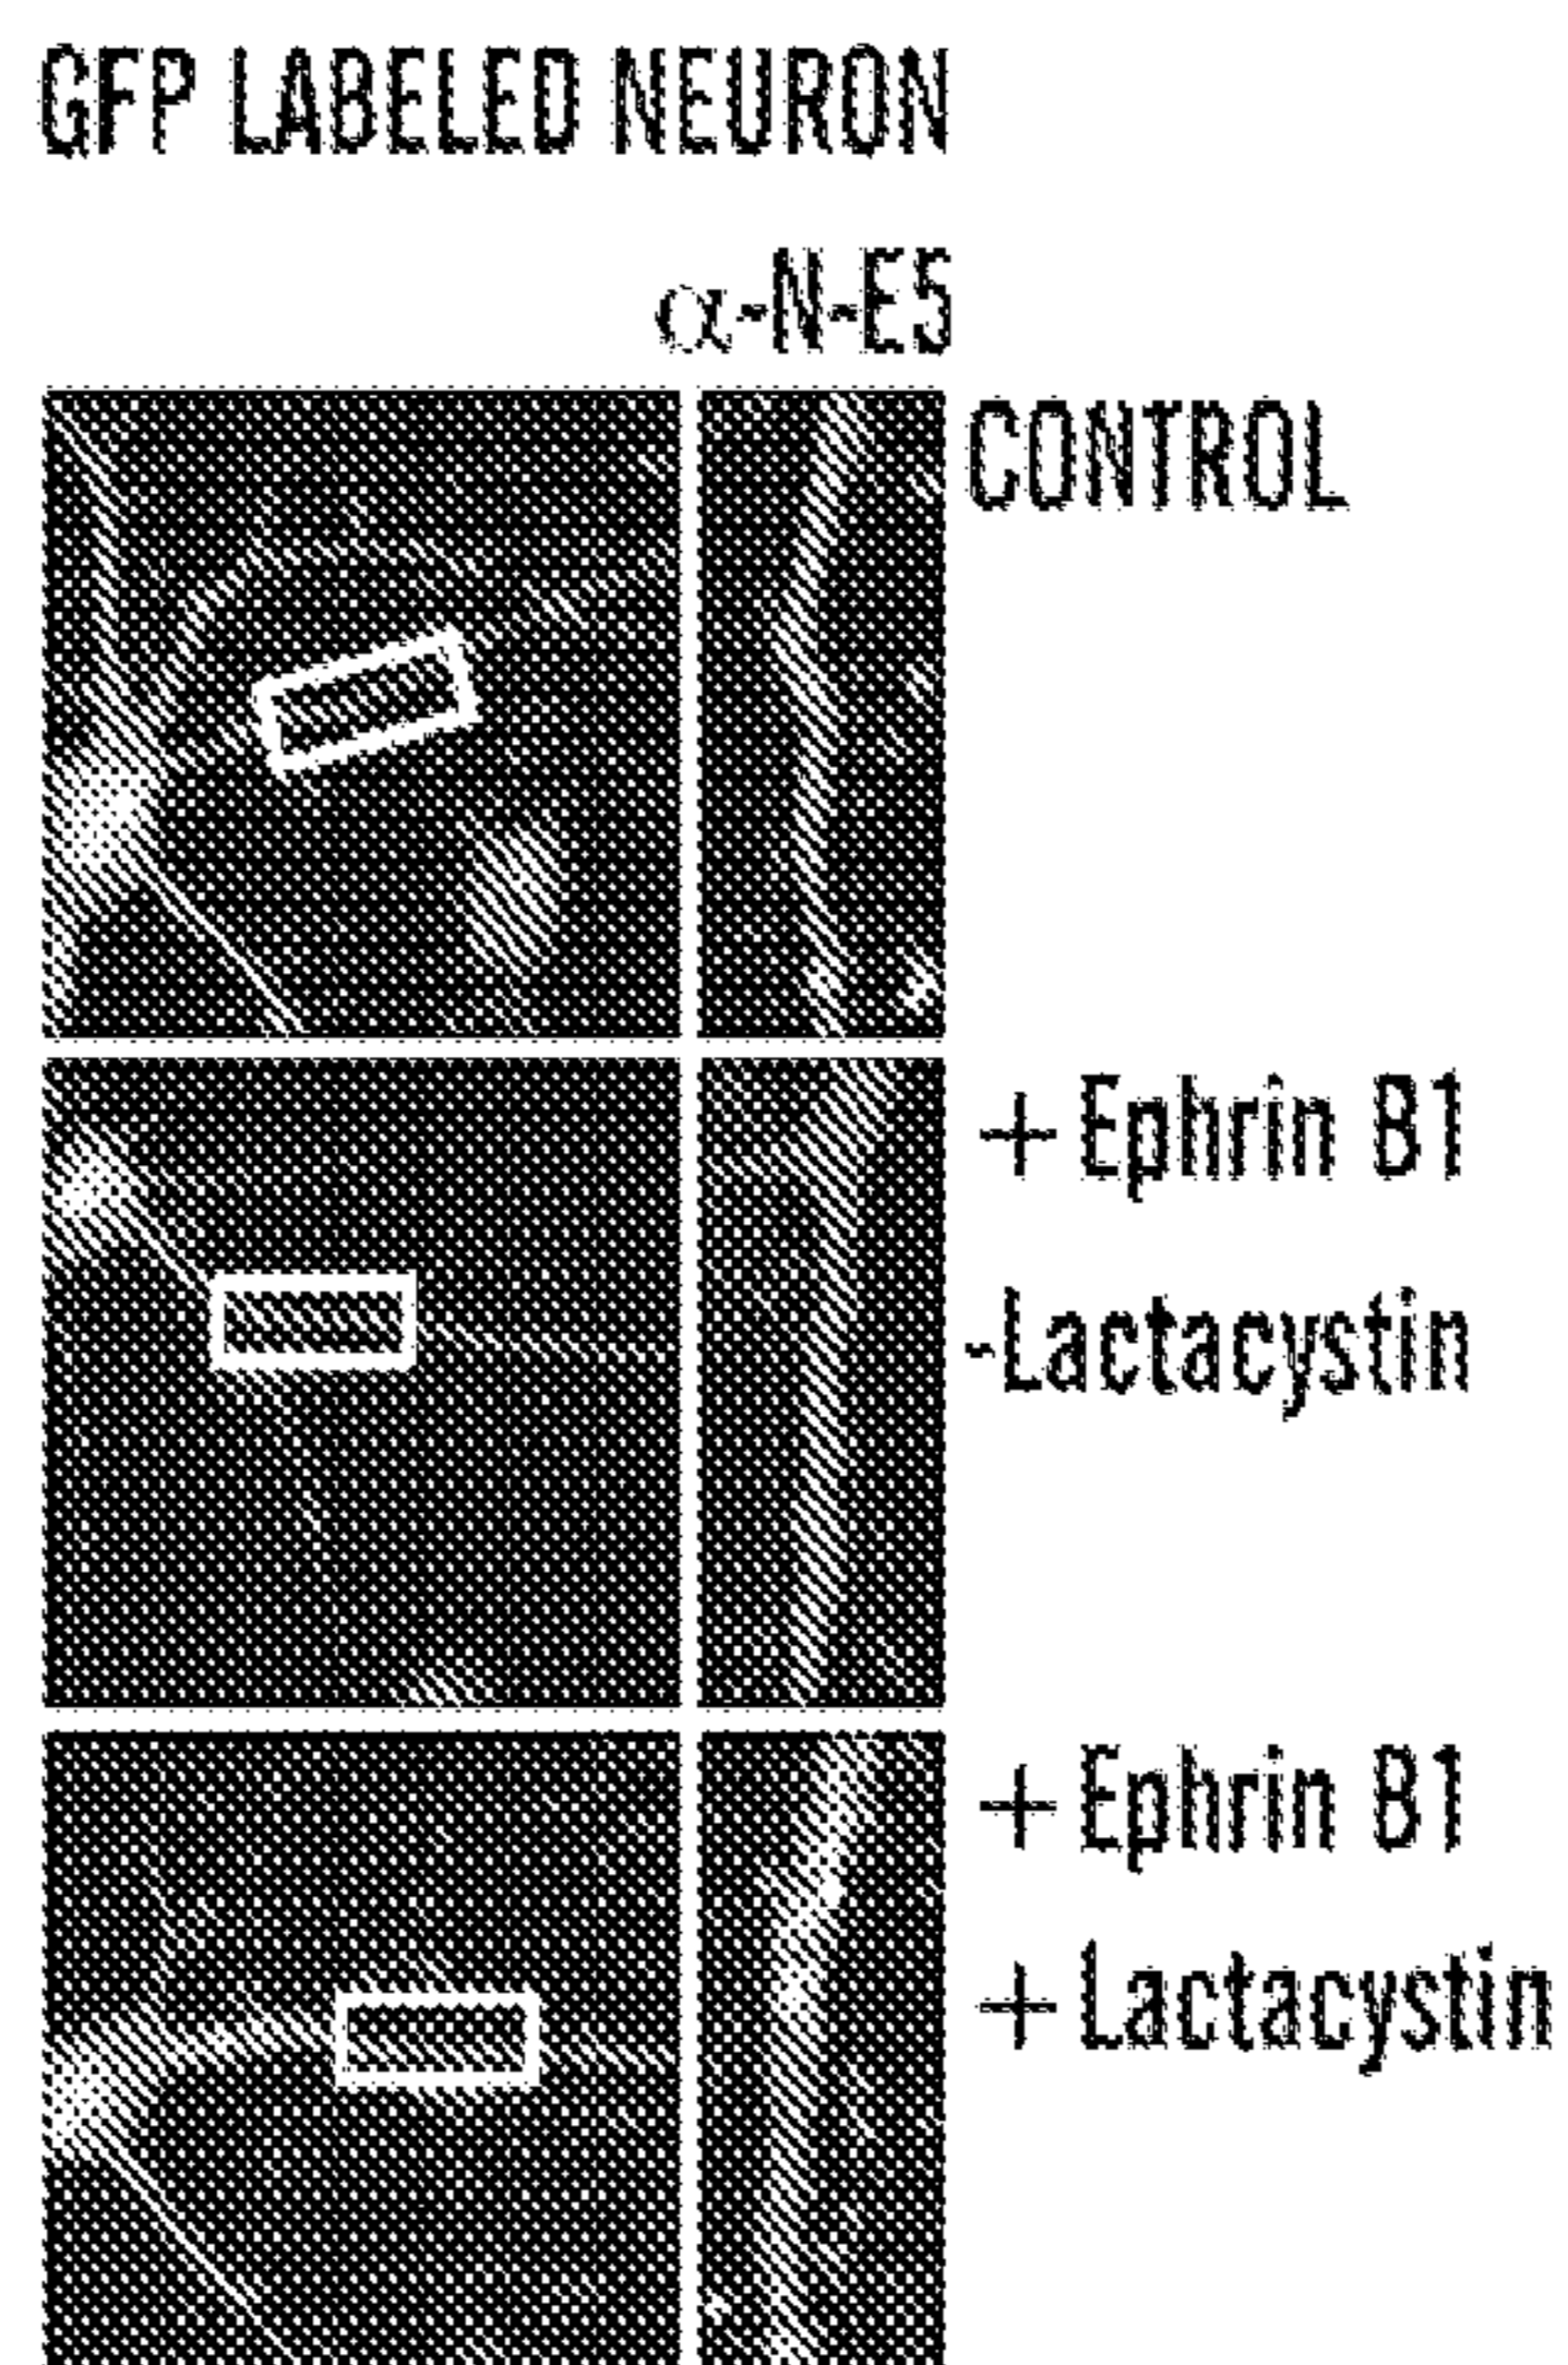 GFP LABELED NEURON
α-N-E5
CONTROL
+ Ephrin B1
-Lactacystin
+ Ephrin B1
+ Lactacystin